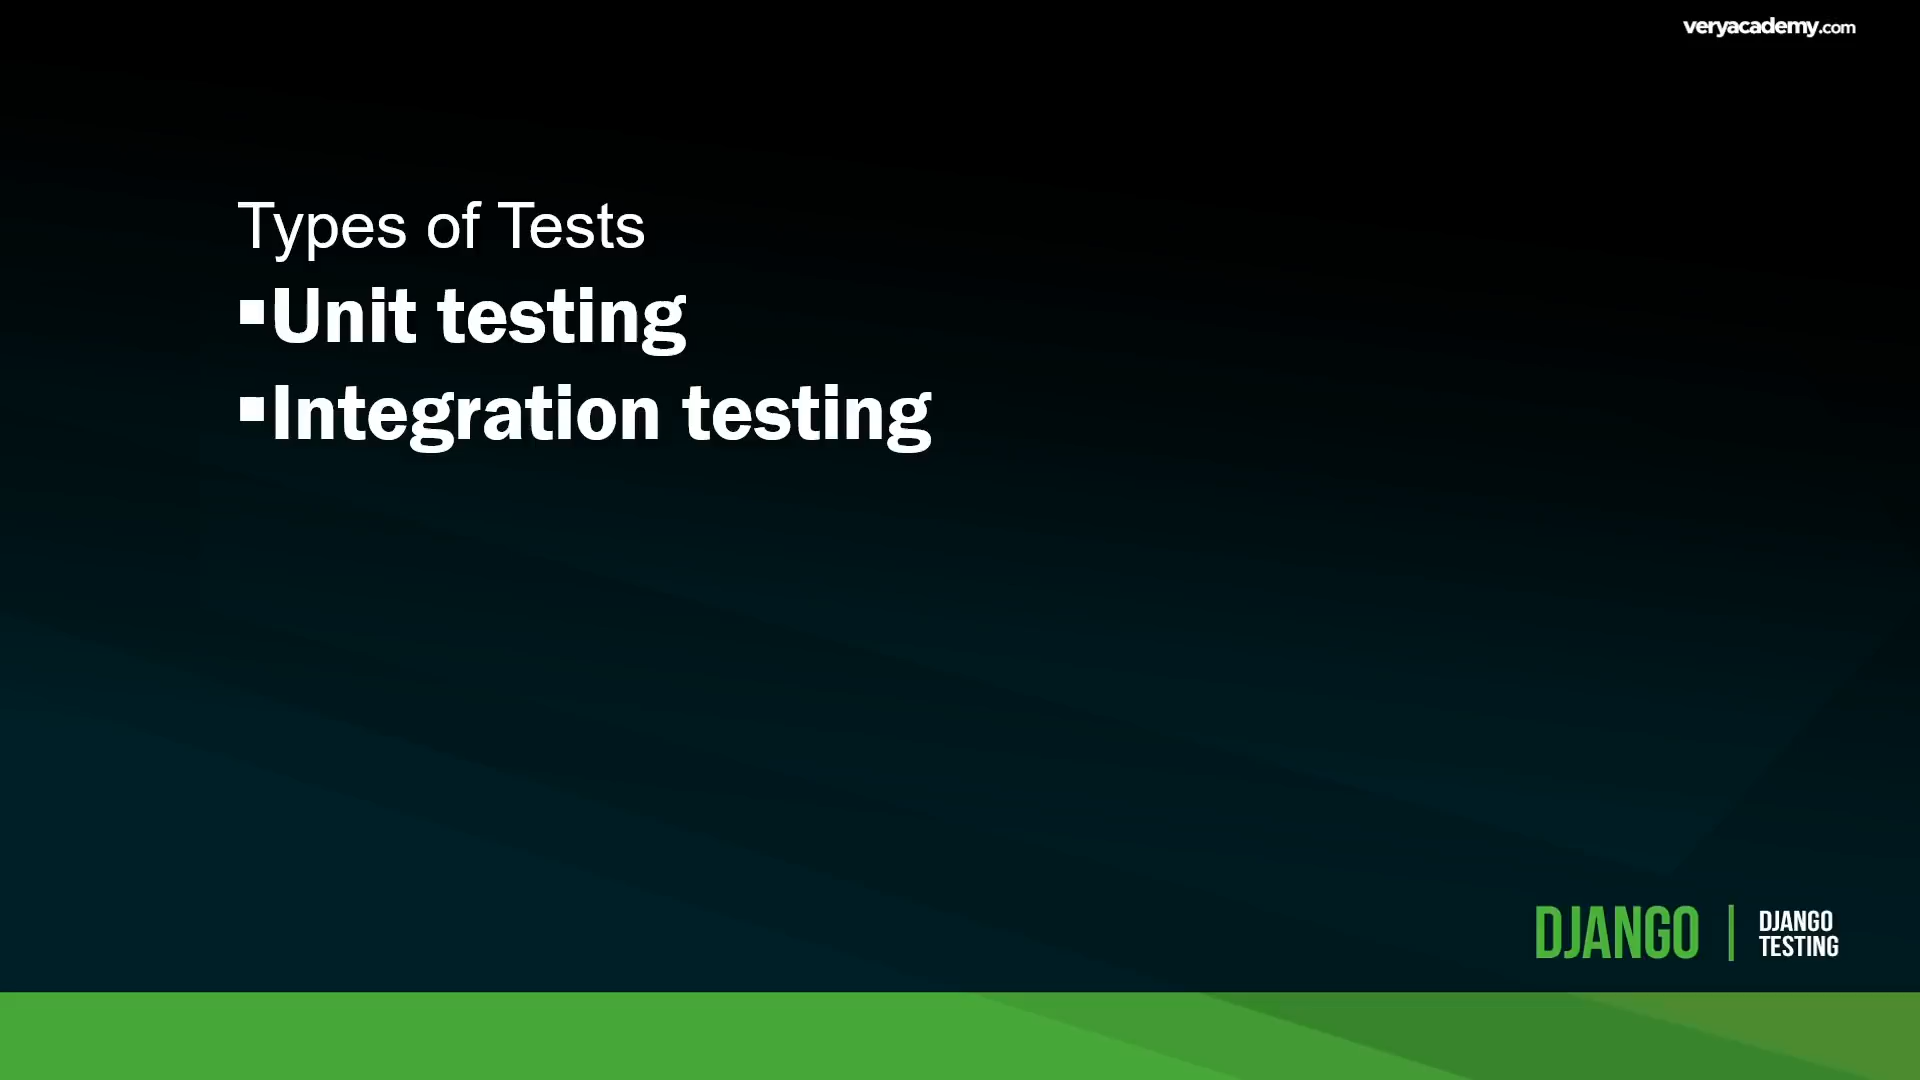 veryacademy.com
Types of Tests
▪Unit testing
▪Integration testing
DJANGO
DJANGO
TESTING